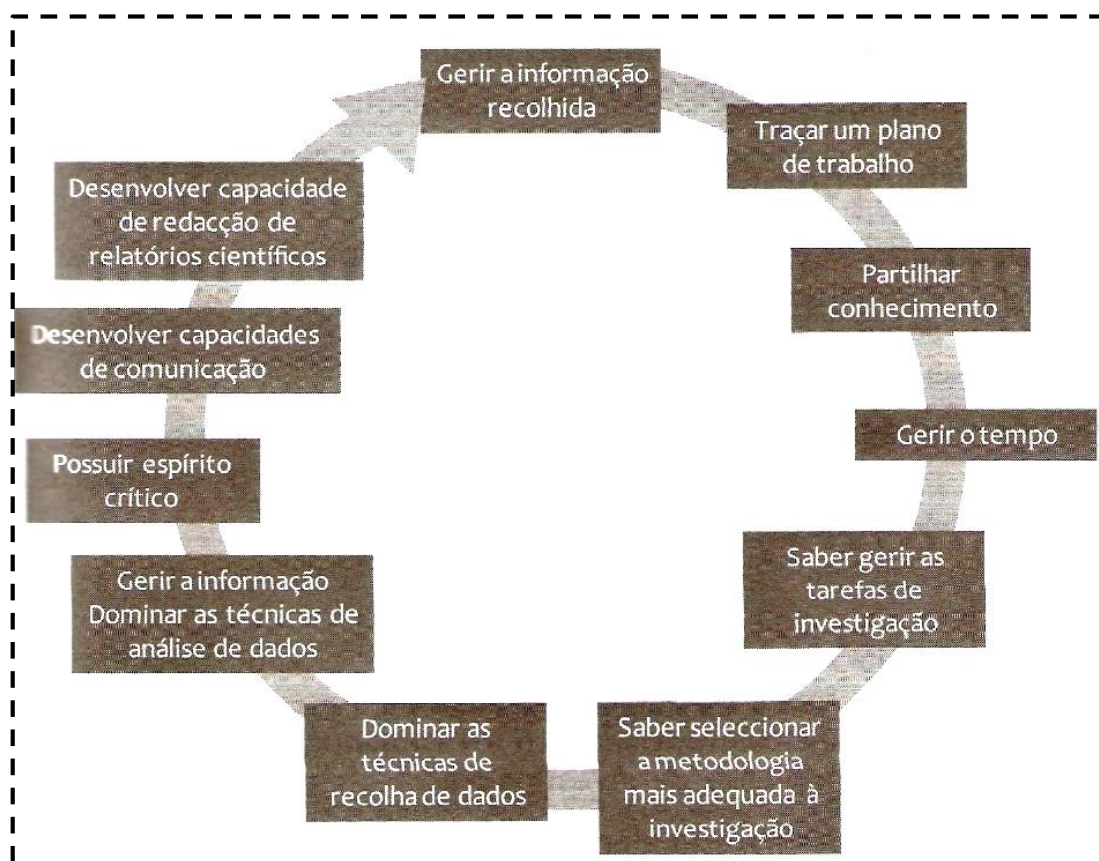 Gerir a informação
recolhida
Traçar um plano
de trabalho
Partilhar
conhecimento
Gerir o tempo
Saber gerir as
tarefas de
investigação
Saber seleccionar
a metodologia
mais adequada à
investigação
Dominar as
técnicas de
recolha de dados
Gerir a informação
Dominar as técnicas de
análise de dados
Possuir espírito
crítico
Desenvolver capacidades
de comunicação
Desenvolver capacidade
de redacção de
relatórios científicos